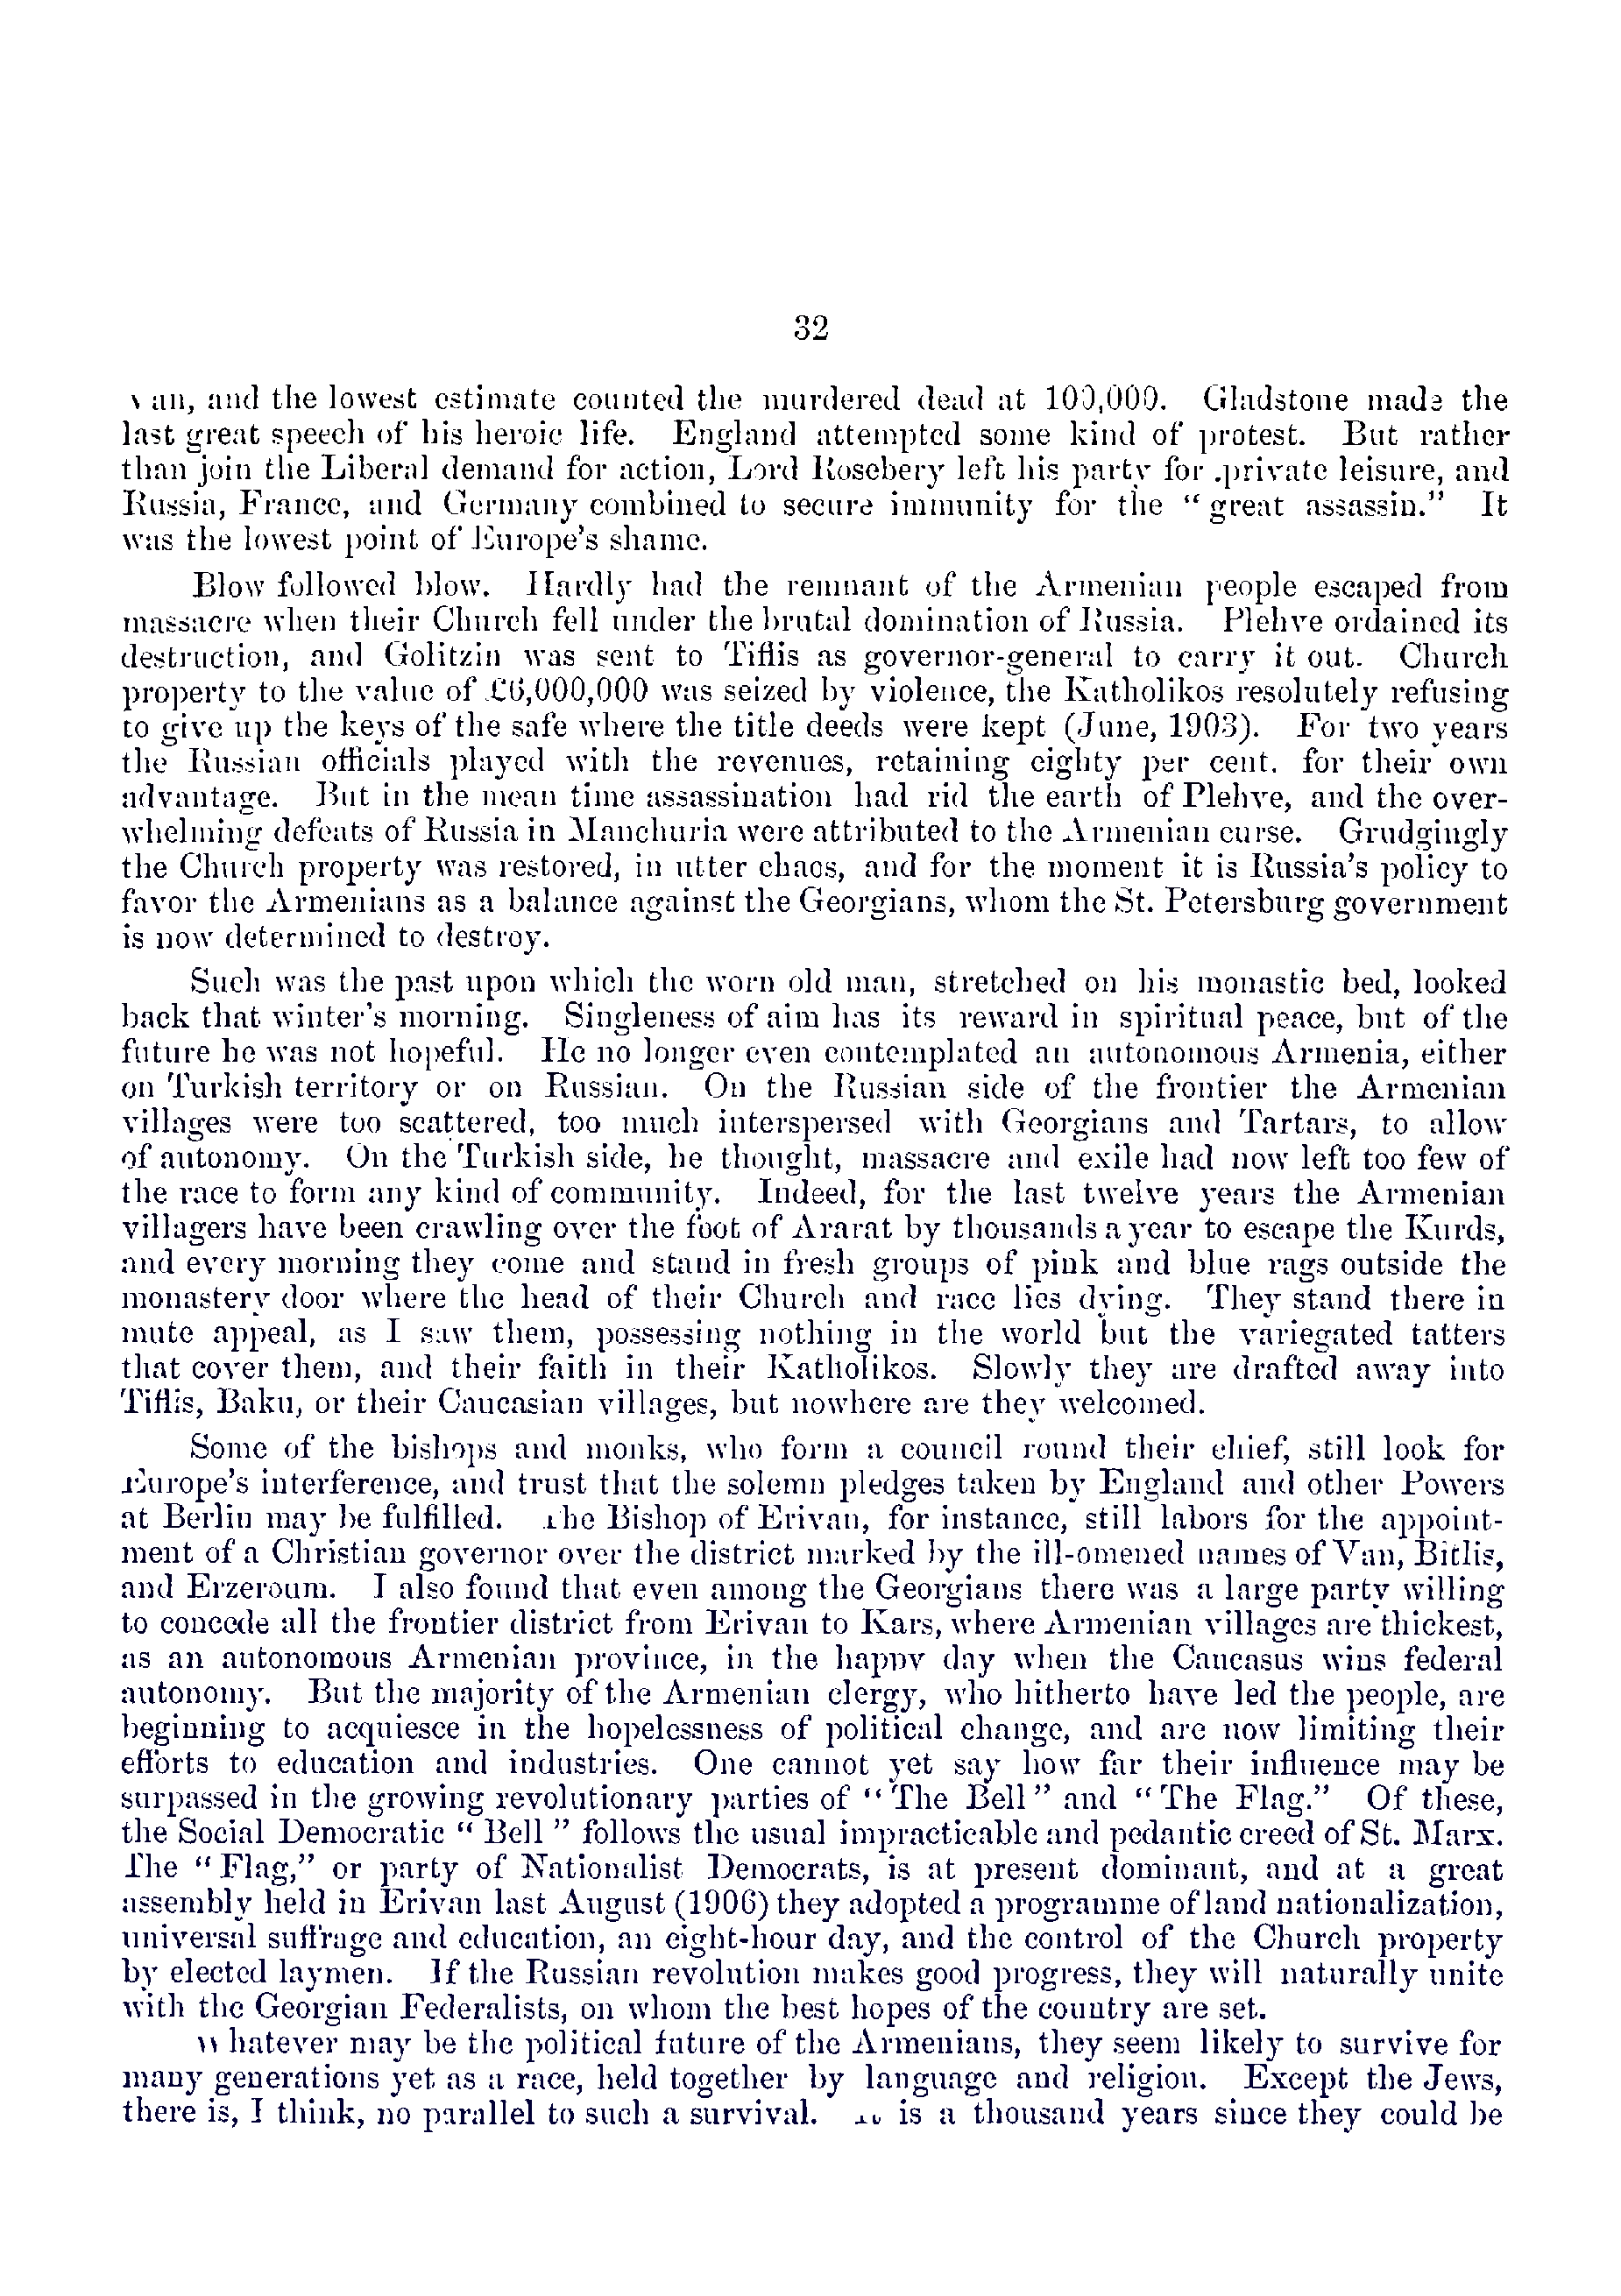 32
Van, and the lowest estimate counted the murdered dead at 100,000. Gladstone made the
last great speech of his heroic life. England attempted some kind of protest. But rather
than join the Liberal demand for action, Lord Rosebery left his party for private leisure, and
Russia, France, and Germany combined to secure immunity for the “great assassin.” It
was the lowest point of Europe’s shame.
Blow followed blow. Hardly had the remnant of the Armenian people escaped from
massacre when their Church fell under the brutal domination of Russia. Plehve ordained its
destruction, and Golitzin was sent to Tiflis as governor-general to carry it out. Church
property to the value of £6,000,000 was seized by violence, the Katholikos resolutely refusing
to give up the keys of the safe where the title deeds were kept (June, 1903). For two years
the Russian officials played with the revenues, retaining eighty per cent. for their own
advantage. But in the mean time assassination had rid the earth of Plehve, and the over-
whelming defeats of Russia in Manchuria were attributed to the Armenian curse. Grudgingly
the Church property was restored, in utter chaos, and for the moment it is Russia’s policy to
favor the Armenians as a balance against the Georgians, whom the St. Petersburg government
is now determined to destroy.
Such was the past upon which the worn old man, stretched on his monastic bed, looked
back that winter’s morning. Singleness of aim has its reward in spiritual peace, but of the
future he was not hopeful. He no longer even contemplated an autonomous Armenia, either
on Turkish territory or on Russian. On the Russian side of the frontier the Armenian
villages were too scattered, too much interspersed with Georgians and Tartars, to allow
of autonomy. On the Turkish side, he thought, massacre and exile had now left too few of
the race to form any kind of community. Indeed, for the last twelve years the Armenian
villagers have been crawling over the foot of Ararat by thousands a year to escape the Kurds,
and every morning they come and stand in fresh groups of pink and blue rags outside the
monastery door where the head of their Church and race lies dying. They stand there in
mute appeal, as I saw them, possessing nothing in the world but the variegated tatters
that cover them, and their faith in their Katholikos. Slowly they are drafted away into
Tiflis, Baku, or their Caucasian villages, but nowhere are they welcomed.
Some of the bishops and monks, who form a council round their chief, still look for
Europe’s interference, and trust that the solemn pledges taken by England and other Powers
at Berlin may be fulfilled. The Bishop of Erivan, for instance, still labors for the appoint-
ment of a Christian governor over the district marked by the ill-omened names of Van, Bitlis,
and Erzeroum. I also found that even among the Georgians there was a large party willing
to concede all the frontier district from Erivan to Kars, where Armenian villages are thickest,
as an autonomous Armenian province, in the happy day when the Caucasus wins federal
autonomy. But the majority of the Armenian clergy, who hitherto have led the people, are
beginning to acquiesce in the hopelessness of political change, and are now limiting their
efforts to education and industries. One cannot yet say how far their influence may be
surpassed in the growing revolutionary parties of “The Bell” and “The Flag.” Of these,
the Social Democratic “Bell” follows the usual impracticable and pedantic creed of St. Marx.
The “Flag,” or party of Nationalist Democrats, is at present dominant, and at a great
assembly held in Erivan last August (1906) they adopted a programme of land nationalization,
universal suffrage and education, an eight-hour day, and the control of the Church property
by elected laymen. If the Russian revolution makes good progress, they will naturally unite
with the Georgian Federalists, on whom the best hopes of the country are set.
Whatever may be the political future of the Armenians, they seem likely to survive for
many generations yet as a race, held together by language and religion. Except the Jews,
there is, I think, no parallel to such a survival. It is a thousand years since they could be